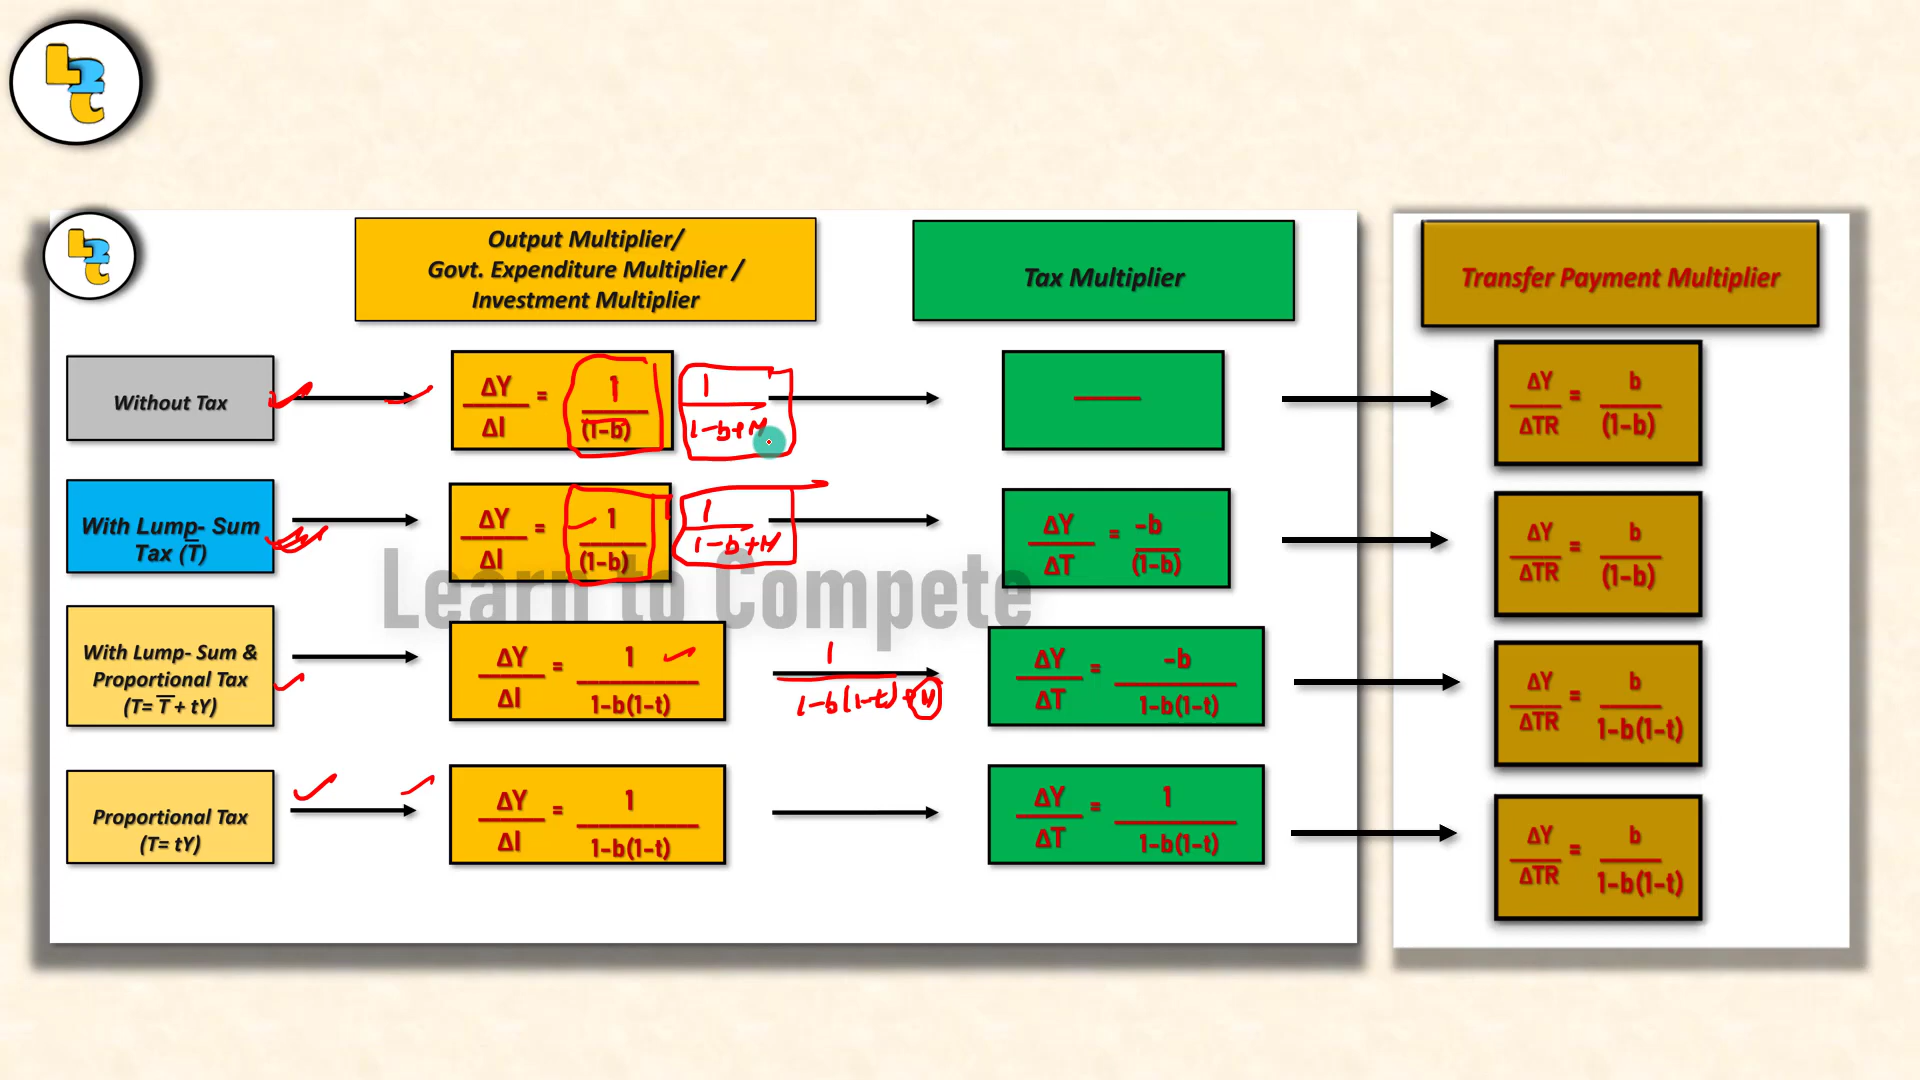 L2C
L2C
Output Multiplier/
Govt. Expenditure Multiplier /
Investment Multiplier
Tax Multiplier
Transfer Payment Multiplier
Without Tax
ΔY/ΔI = 1/(1-b)
1/1-b+M
ΔY/ΔTR = b/(1-b)
With Lump- Sum
Tax (T̅)
ΔY/ΔI = 1/(1-b)
1/1-b+M
ΔY/ΔT = -b/(1-b)
ΔY/ΔTR = b/(1-b)
Learn to Compete
With Lump- Sum &
Proportional Tax
(T= T̅ + tY)
ΔY/ΔI = 1/1-b(1-t)
1/1-b(1-t)+M
ΔY/ΔT = -b/1-b(1-t)
ΔY/ΔTR = b/1-b(1-t)
Proportional Tax
(T= tY)
ΔY/ΔI = 1/1-b(1-t)
ΔY/ΔT = 1/1-b(1-t)
ΔY/ΔTR = b/1-b(1-t)